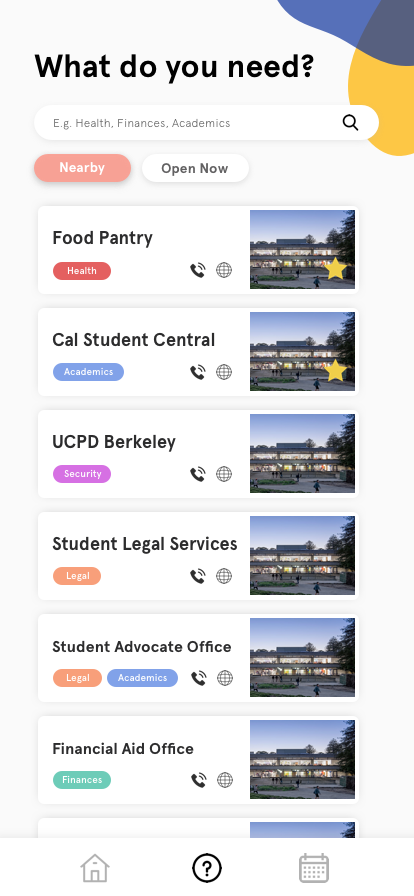 What do you need?
E.g. Health, Finances, Academics
Nearby
Open Now
Food Pantry
Health
Cal Student Central
Academics
UCPD Berkeley
Security
Student Legal Services
Legal
Student Advocate Office
Legal Academics
Financial Aid Office
Finances
?